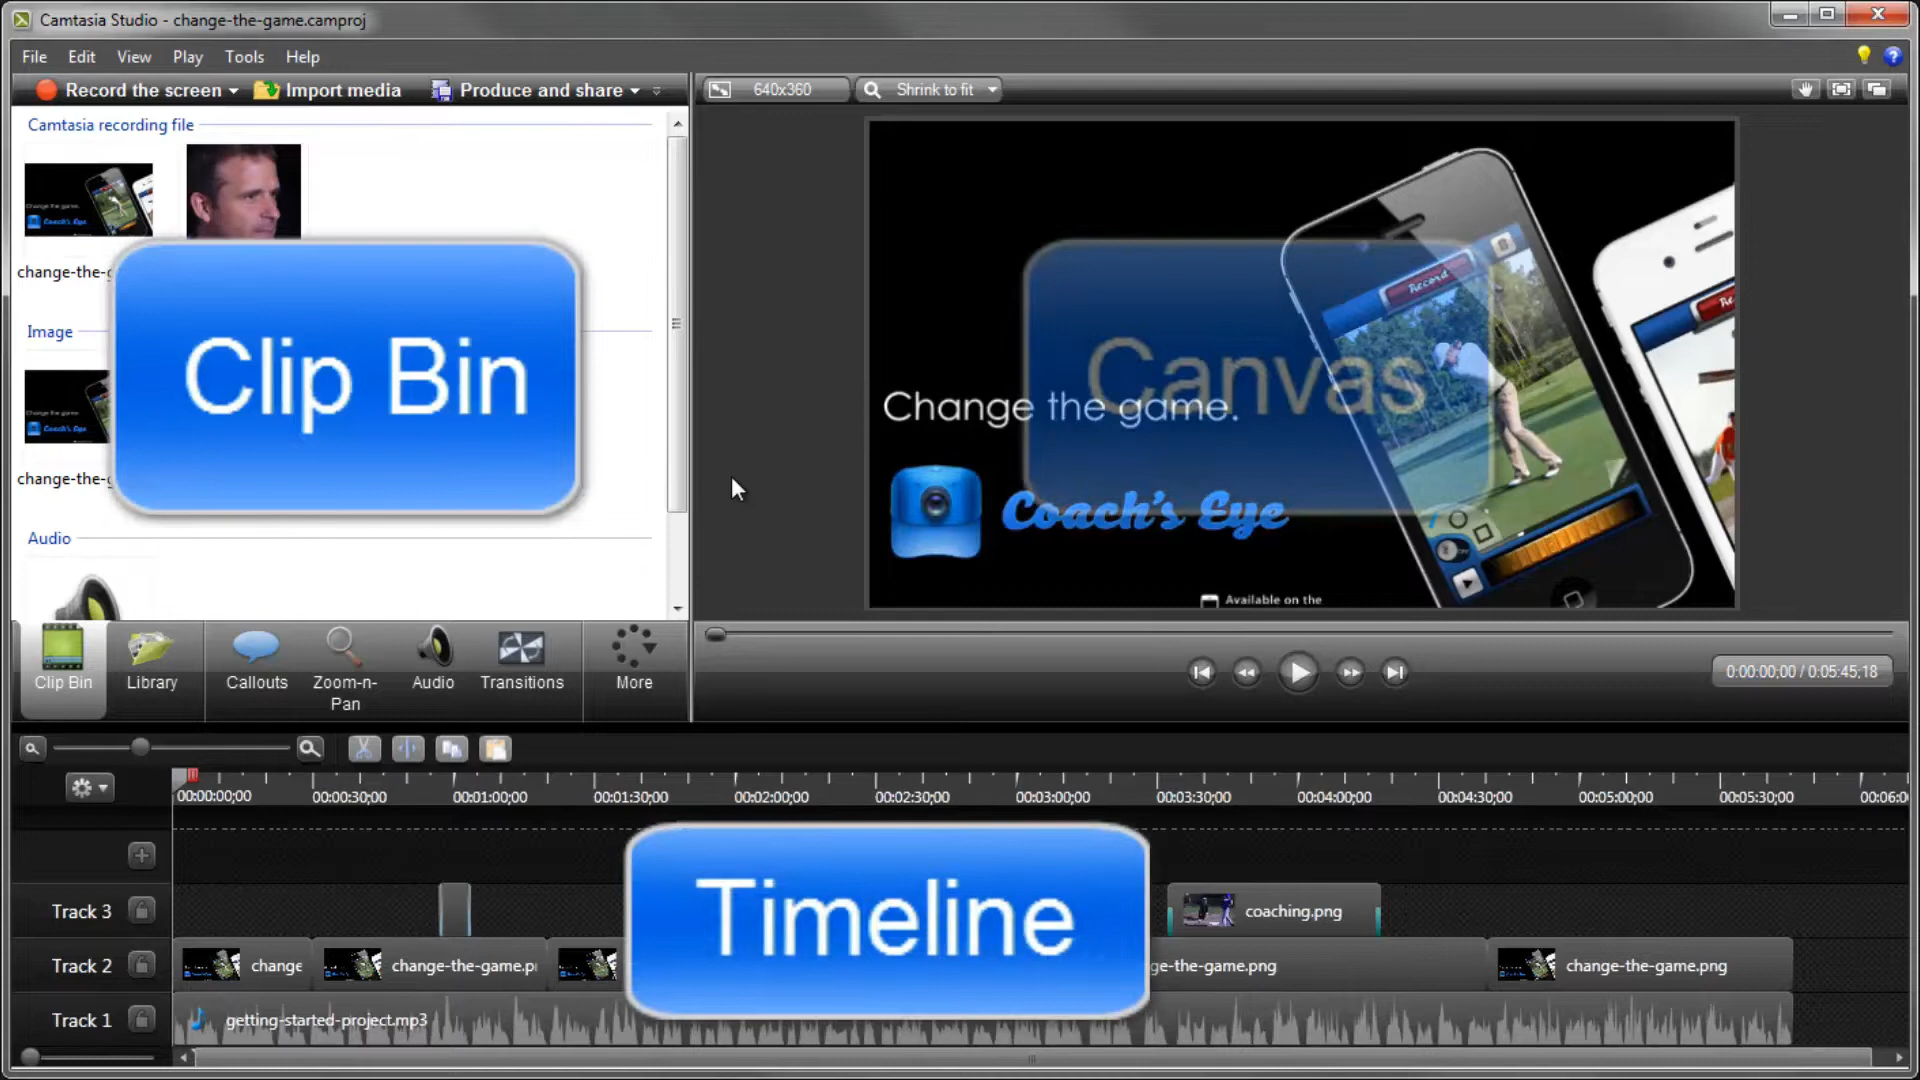 Camtasia Studio - change-the-game.camproj
File Edit View Play Tools Help
Record the screen Import media Produce and share
640x360 Shrink to fit
Camtasia recording file
change-the-g
Image
change-the-g
Audio
Clip Bin
Canvas
Record
Change the game.
Coach's Eye
Available on the
Clip Bin Library Callouts Zoom-n-Pan Audio Transitions More
0:00:00;00 / 0:05:45;18
00:00:00;00 00:00:30;00 00:01:00;00 00:01:30;00 00:02:00;00 00:02:30;00 00:03:00;00 00:03:30;00 00:04:00;00 00:04:30;00 00:05:00;00 00:05:30;00 00:06:0
Timeline
Track 3 coaching.png
Track 2 change change-the-game.p ge-the-game.png change-the-game.png
Track 1 getting-started-project.mp3